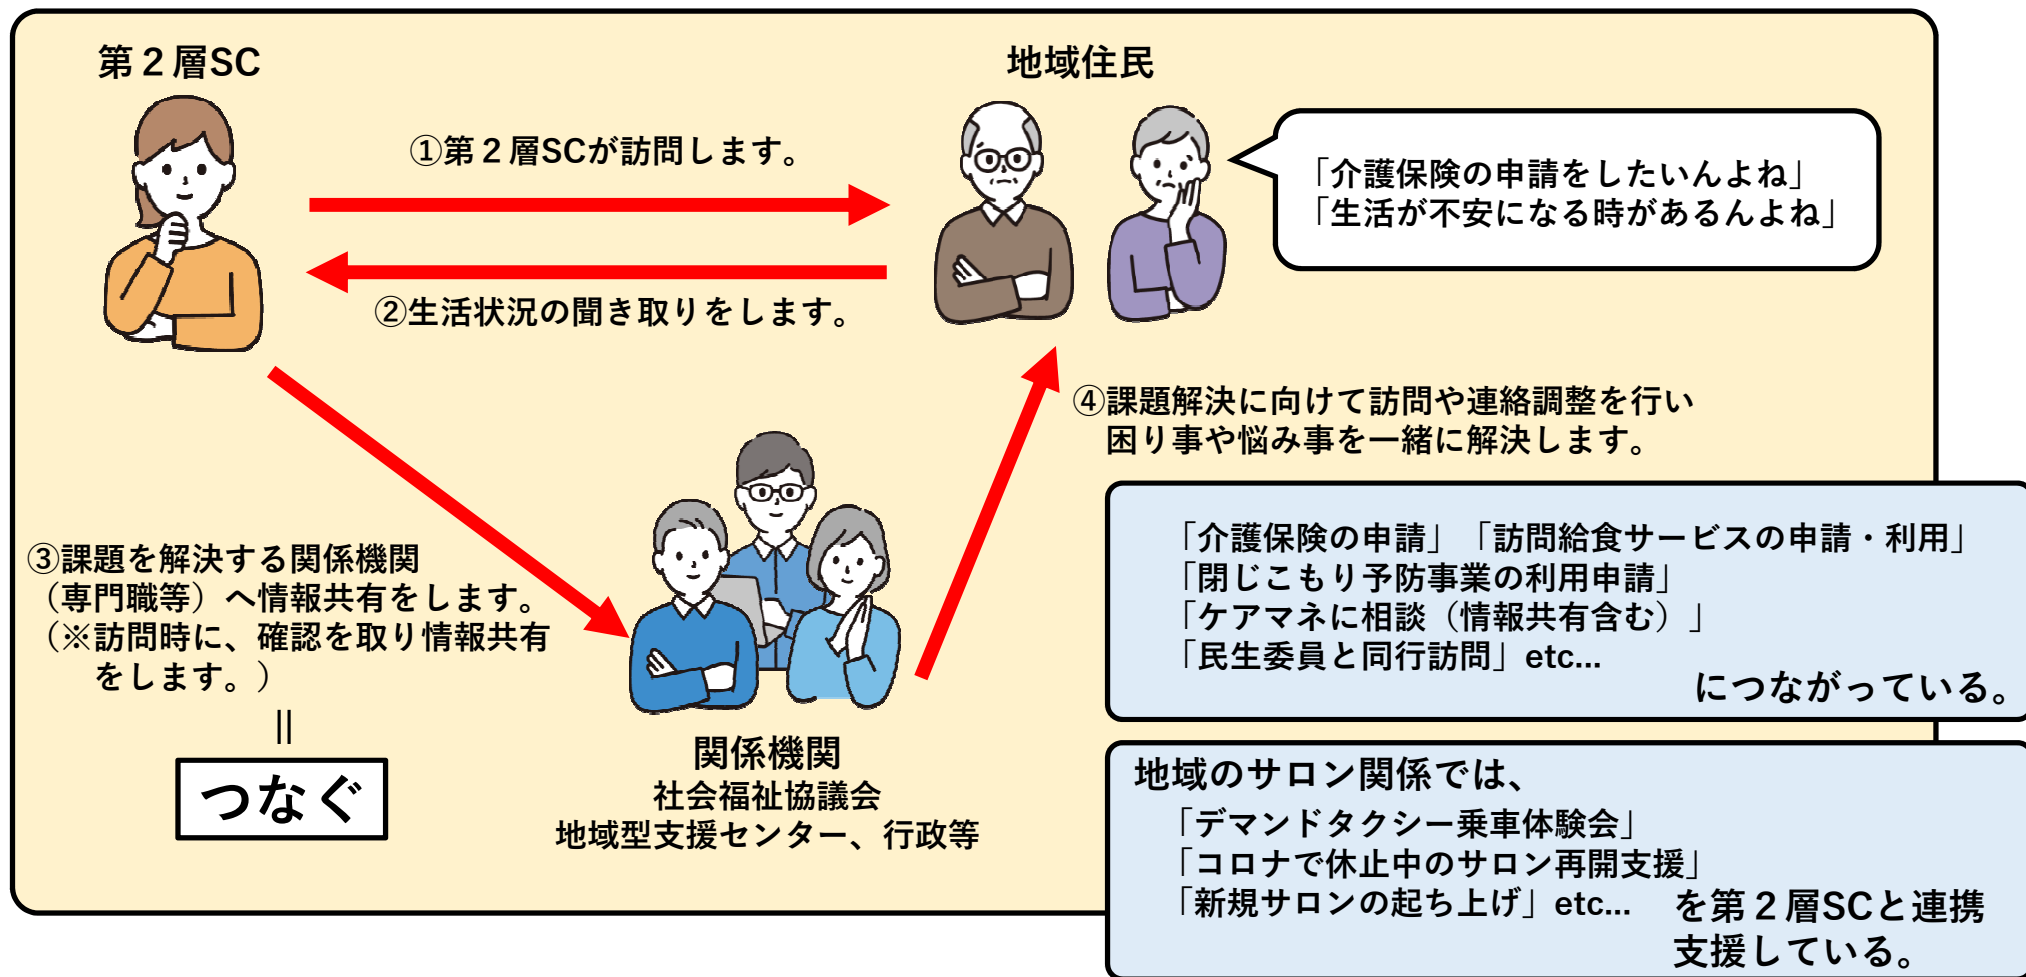 第２層SC
地域住民
①第２層SCが訪問します。
「介護保険の申請をしたいんよね」
「生活が不安になる時があるんよね」
②生活状況の聞き取りをします。
④課題解決に向けて訪問や連絡調整を行い
困り事や悩み事を一緒に解決します。
③課題を解決する関係機関
（専門職等）へ情報共有をします。
（※訪問時に、確認を取り情報共有
をします。）
||
つなぐ
関係機関
社会福祉協議会
地域型支援センター、行政等
「介護保険の申請」「訪問給食サービスの申請・利用」
「閉じこもり予防事業の利用申請」
「ケアマネに相談（情報共有含む）」
「民生委員と同行訪問」etc...
につながっている。
地域のサロン関係では、
「デマンドタクシー乗車体験会」
「コロナで休止中のサロン再開支援」
「新規サロンの起ち上げ」etc...
を第２層SCと連携
支援している。